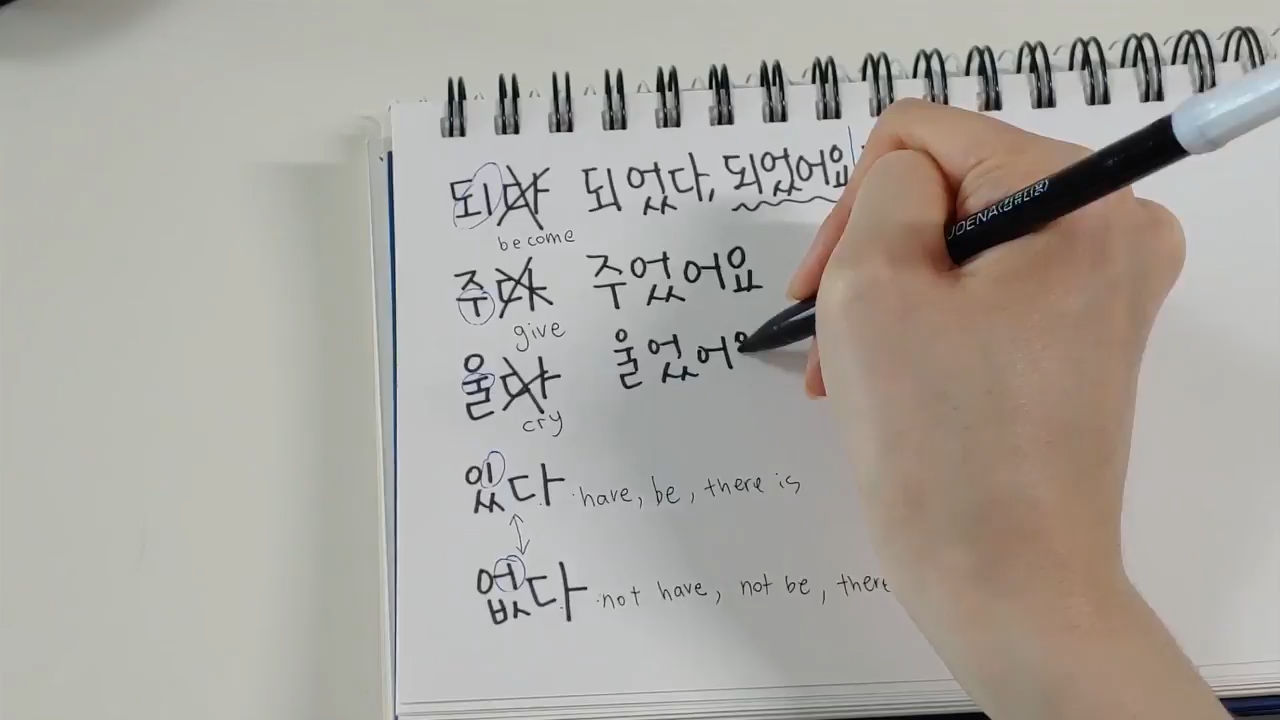 되다 되었다, 되었어요
become
주다 주었어요
give
울다 울었어요
cry
있다 have, be, there is
없다 not have, not be, there
JOENA